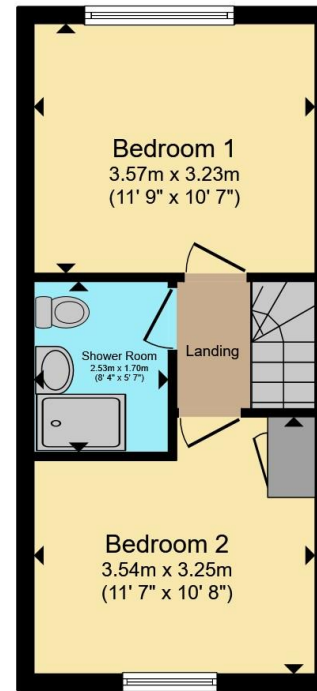 Bedroom 1
3.57m x 3.23m
(11' 9" x 10' 7")
Shower Room
2.53m x 1.70m
(8' 4" x 5' 7")
Landing
Bedroom 2
3.54m x 3.25m
(11' 7" x 10' 8")